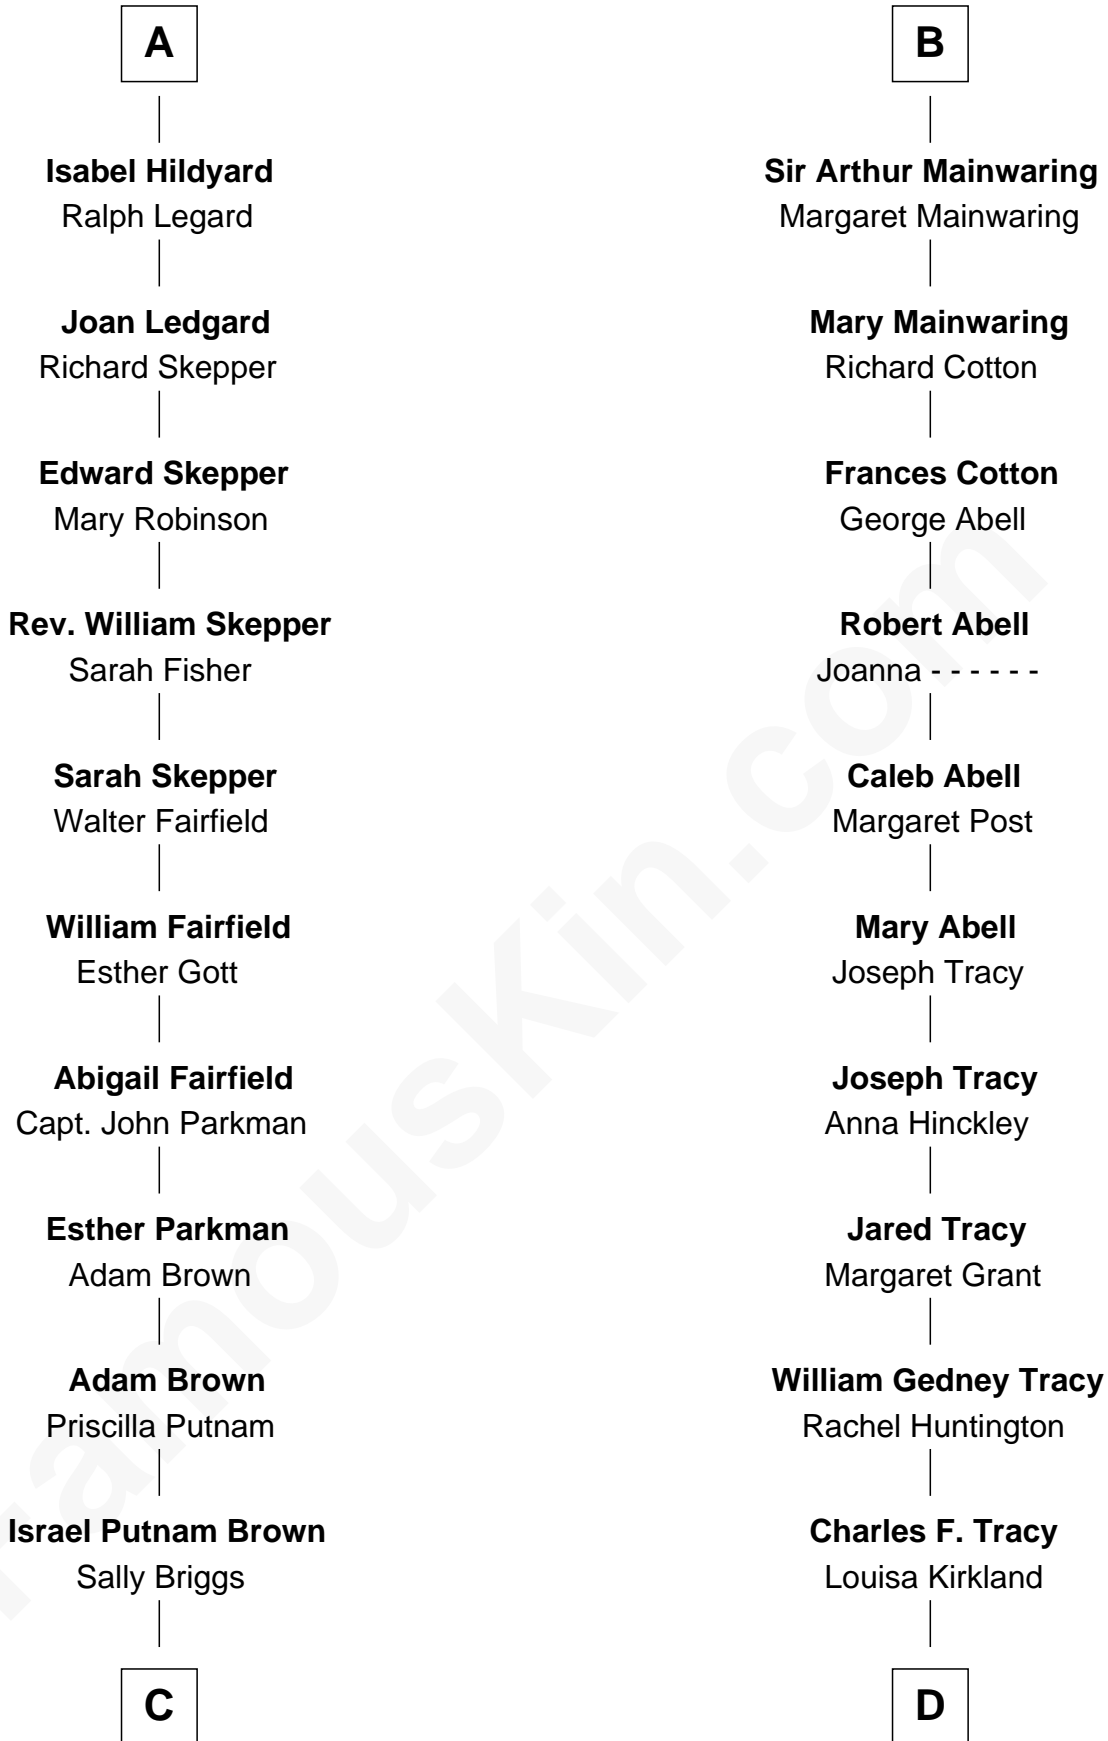 A
Isabel Hildyard
Ralph Legard
Joan Ledgard
Richard Skepper
Edward Skepper
Mary Robinson
Rev. William Skepper
Sarah Fisher
Sarah Skepper
Walter Fairfield
William Fairfield
Esther Gott
Abigail Fairfield
Capt. John Parkman
Esther Parkman
Adam Brown
Adam Brown
Priscilla Putnam
Israel Putnam Brown
Sally Briggs
C
B
Sir Arthur Mainwaring
Margaret Mainwaring
Mary Mainwaring
Richard Cotton
Frances Cotton
George Abell
Robert Abell
Joanna - - - - - -
Caleb Abell
Margaret Post
Mary Abell
Joseph Tracy
Joseph Tracy
Anna Hinckley
Jared Tracy
Margaret Grant
William Gedney Tracy
Rachel Huntington
Charles F. Tracy
Louisa Kirkland
D
FamousKin.com